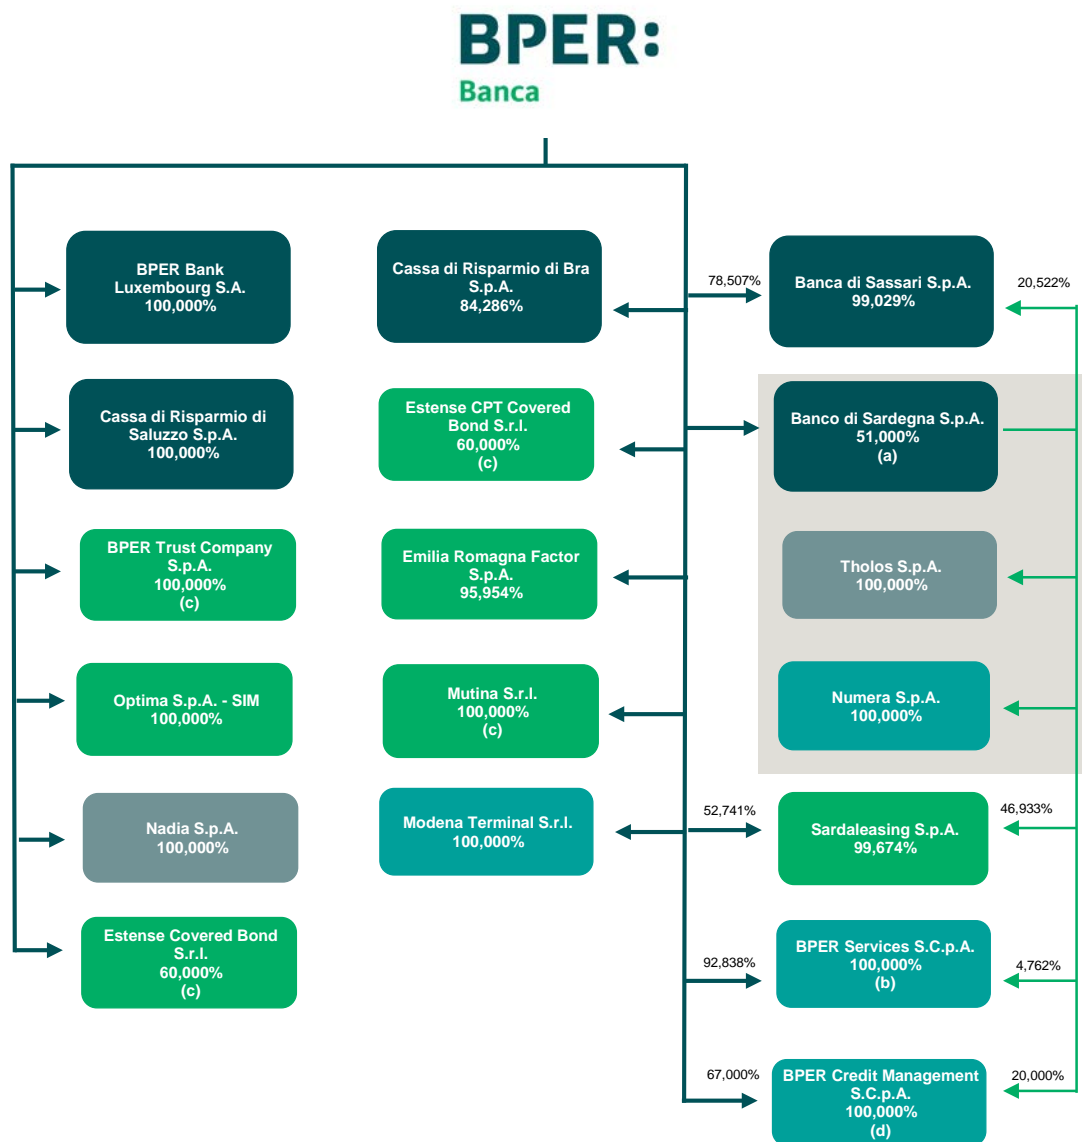 BPER:
Banca
BPER Bank
Luxembourg S.A.
100,000%
Cassa di Risparmio di
Saluzzo S.p.A.
100,000%
BPER Trust Company
S.p.A.
100,000%
(c)
Optima S.p.A. - SIM
100,000%
Nadia S.p.A.
100,000%
Estense Covered Bond
S.r.l.
60,000%
(c)
Cassa di Risparmio di Bra
S.p.A.
84,286%
Estense CPT Covered
Bond S.r.l.
60,000%
(c)
Emilia Romagna Factor
S.p.A.
95,954%
Mutina S.r.l.
100,000%
(c)
Modena Terminal S.r.l.
100,000%
78,507%
Banca di Sassari S.p.A.
99,029%
20,522%
Banco di Sardegna S.p.A.
51,000%
(a)
Tholos S.p.A.
100,000%
Numera S.p.A.
100,000%
52,741%
Sardaleasing S.p.A.
99,674%
46,933%
92,838%
BPER Services S.C.p.A.
100,000%
(b)
4,762%
67,000%
BPER Credit Management
S.C.p.A.
100,000%
(d)
20,000%